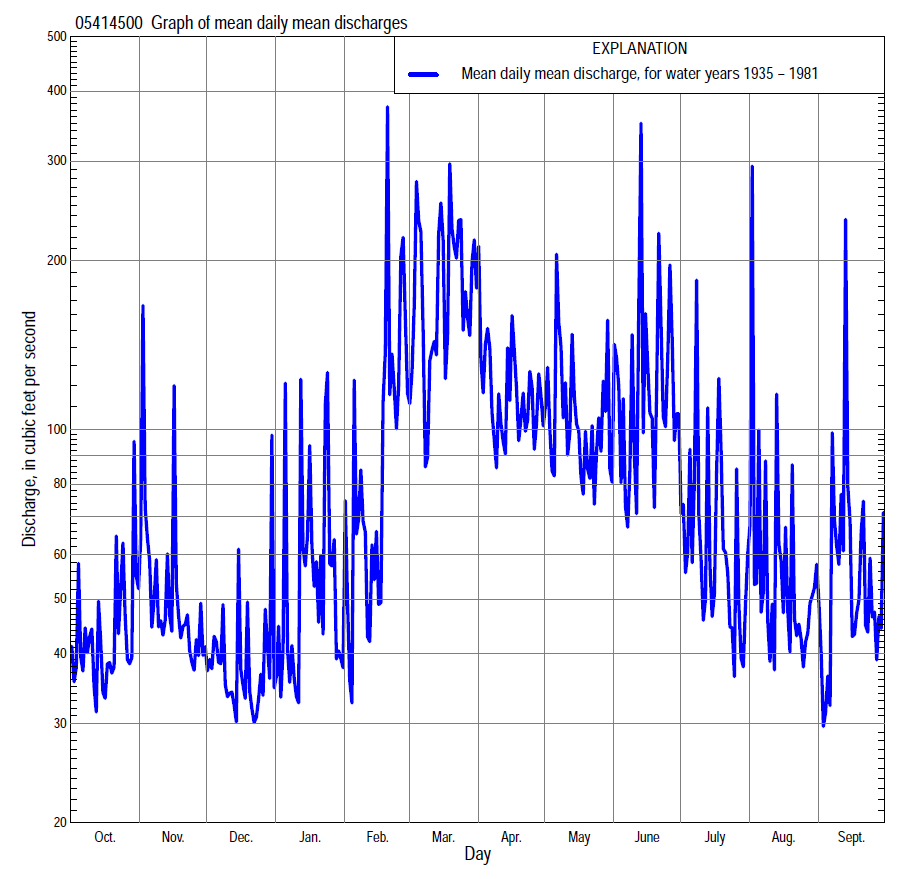 05414500 Graph of mean daily mean discharges
EXPLANATION
Mean daily mean discharge, for water years 1935 – 1981
Discharge, in cubic feet per second
500
400
300
200
100
80
60
50
40
30
20
Oct. Nov. Dec. Jan. Feb. Mar. Apr. May June July Aug. Sept.
Day